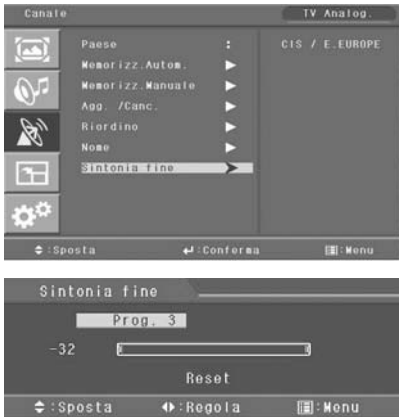 Canale TV Analog.
Paese : CIS / E.EUROPE
Memorizz.Autom.
Memorizz.Manuale
Agg. /Canc.
Riordino
Nome
Sintonia fine
:Sposta :Conferma :Menu
Sintonia fine
Prog. 3
-32
Reset
:Sposta :Regola :Menu